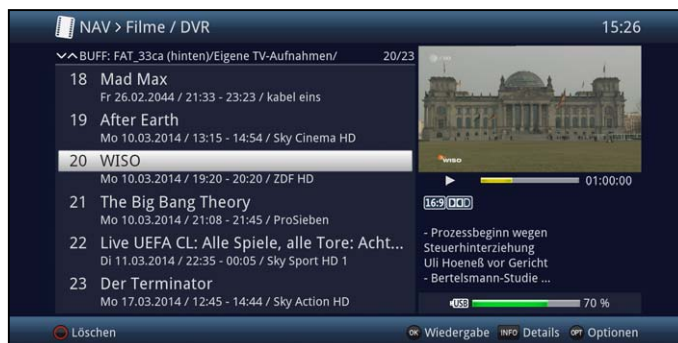 NAV > Filme / DVR 15:26
BUFF: FAT_33ca (hinten)/Eigene TV-Aufnahmen/ 20/23
18 Mad Max
Fr 26.02.2044 / 21:33 - 23:23 / kabel eins
19 After Earth
Mo 10.03.2014 / 13:15 - 14:54 / Sky Cinema HD
20 WISO
Mo 10.03.2014 / 19:20 - 20:20 / ZDF HD
21 The Big Bang Theory
Mo 10.03.2014 / 21:08 - 21:45 / ProSieben
22 Live UEFA CL: Alle Spiele, alle Tore: Acht...
Di 11.03.2014 / 22:35 - 00:05 / Sky Sport HD 1
23 Der Terminator
Mo 17.03.2014 / 12:45 - 14:44 / Sky Action HD
WISO
01:00:00
16:9
- Prozessbeginn wegen
Steuerhinterziehung
Uli Hoeneß vor Gericht
- Bertelsmann-Studie ...
USB 70 %
Löschen OK Wiedergabe INFO Details OPT Optionen